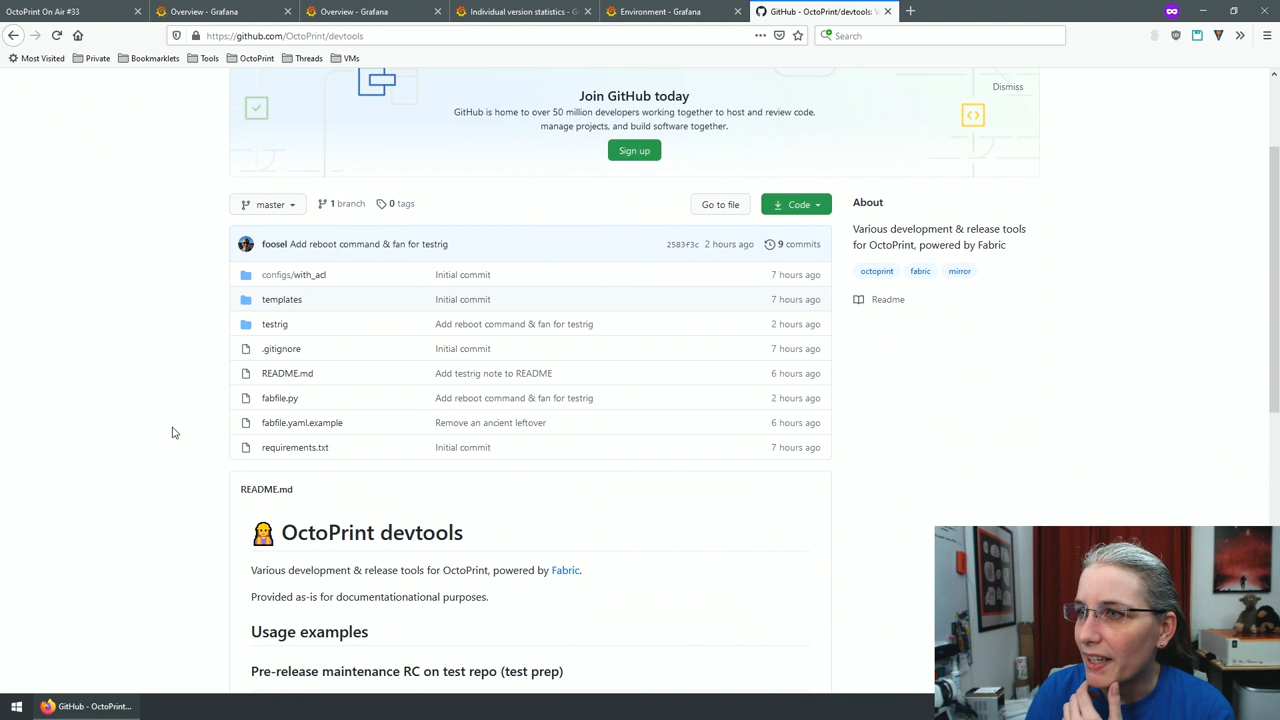 OctoPrint On Air #33
Overview - Grafana
Overview - Grafana
Individual version statistics - G
Environment - Grafana
GitHub - OctoPrint/devtools: V
https://github.com/OctoPrint/devtools
Search
Most Visited
Private
Bookmarklets
Tools
OctoPrint
Threads
VMs
Join GitHub today
Dismiss
GitHub is home to over 50 million developers working together to host and review code,
manage projects, and build software together.
Sign up
master
1 branch
0 tags
Go to file
Code
About
Various development & release tools
for OctoPrint, powered by Fabric
octoprint
fabric
mirror
Readme
foosel Add reboot command & fan for testrig
2583f3c 2 hours ago
9 commits
configs/with_acl
Initial commit
7 hours ago
templates
Initial commit
7 hours ago
testrig
Add reboot command & fan for testrig
2 hours ago
.gitignore
Initial commit
7 hours ago
README.md
Add testrig note to README
6 hours ago
fabfile.py
Add reboot command & fan for testrig
2 hours ago
fabfile.yaml.example
Remove an ancient leftover
6 hours ago
requirements.txt
Initial commit
7 hours ago
README.md
OctoPrint devtools
Various development & release tools for OctoPrint, powered by Fabric.
Provided as-is for documentationational purposes.
Usage examples
Pre-release maintenance RC on test repo (test prep)
GitHub - OctoPrint...